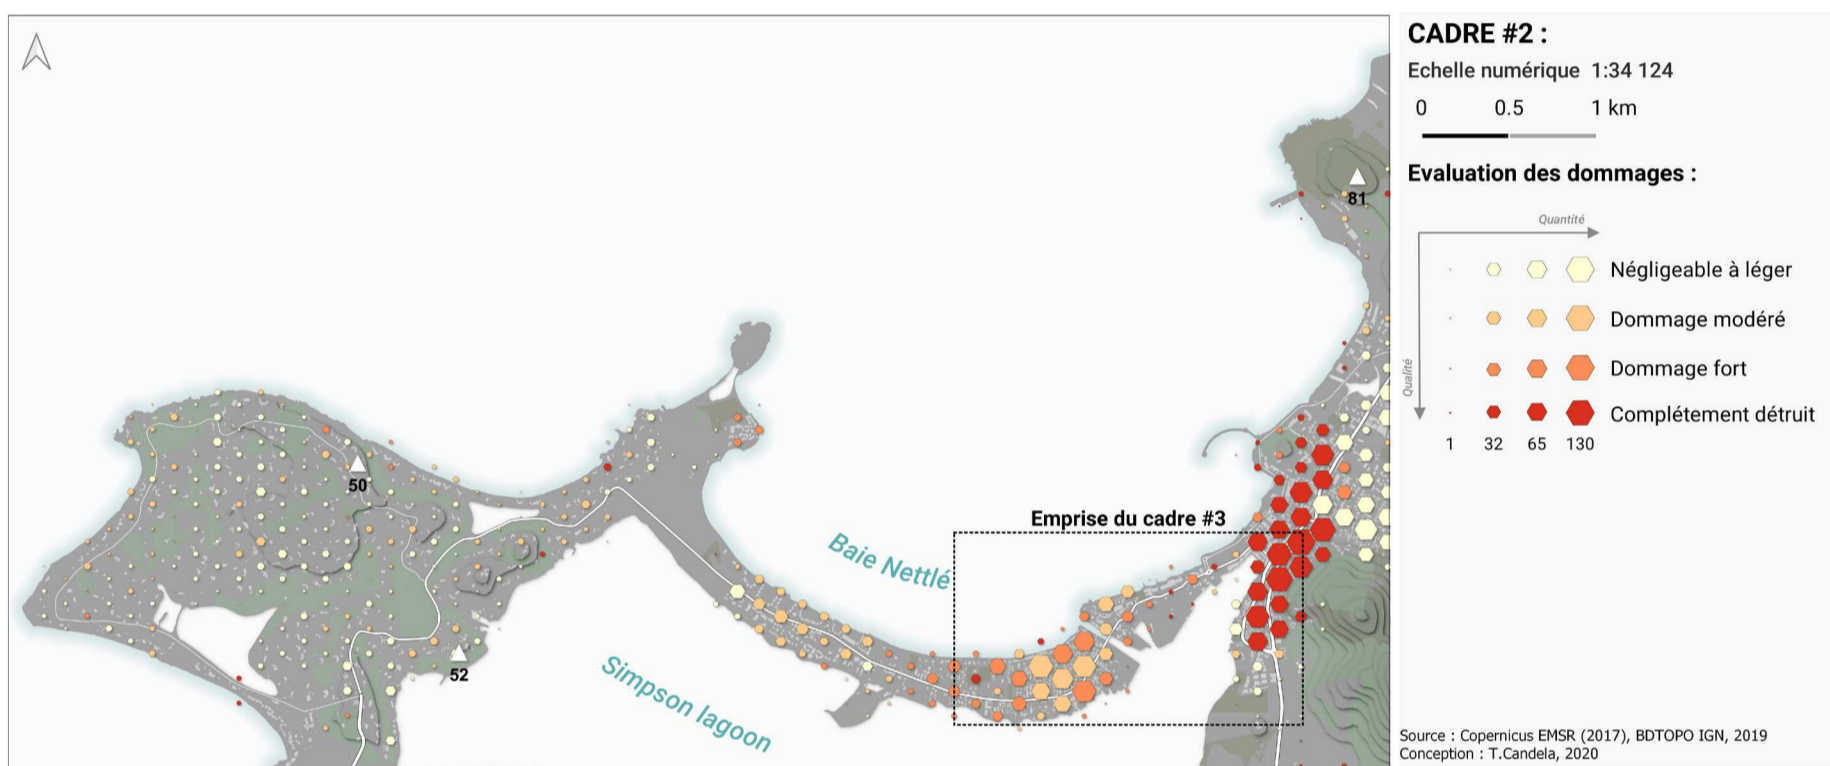 CADRE #2 :
Echelle numérique 1:34 124
0 0.5 1 km
Evaluation des dommages :
Quantité
Qualité
Négligeable à léger
Dommage modéré
Dommage fort
Complétement détruit
1 32 65 130
81
50
Emprise du cadre #3
Baie Nettlé
52
Simpson lagoon
Source : Copernicus EMSR (2017), BDTOPO IGN, 2019
Conception : T.Candela, 2020